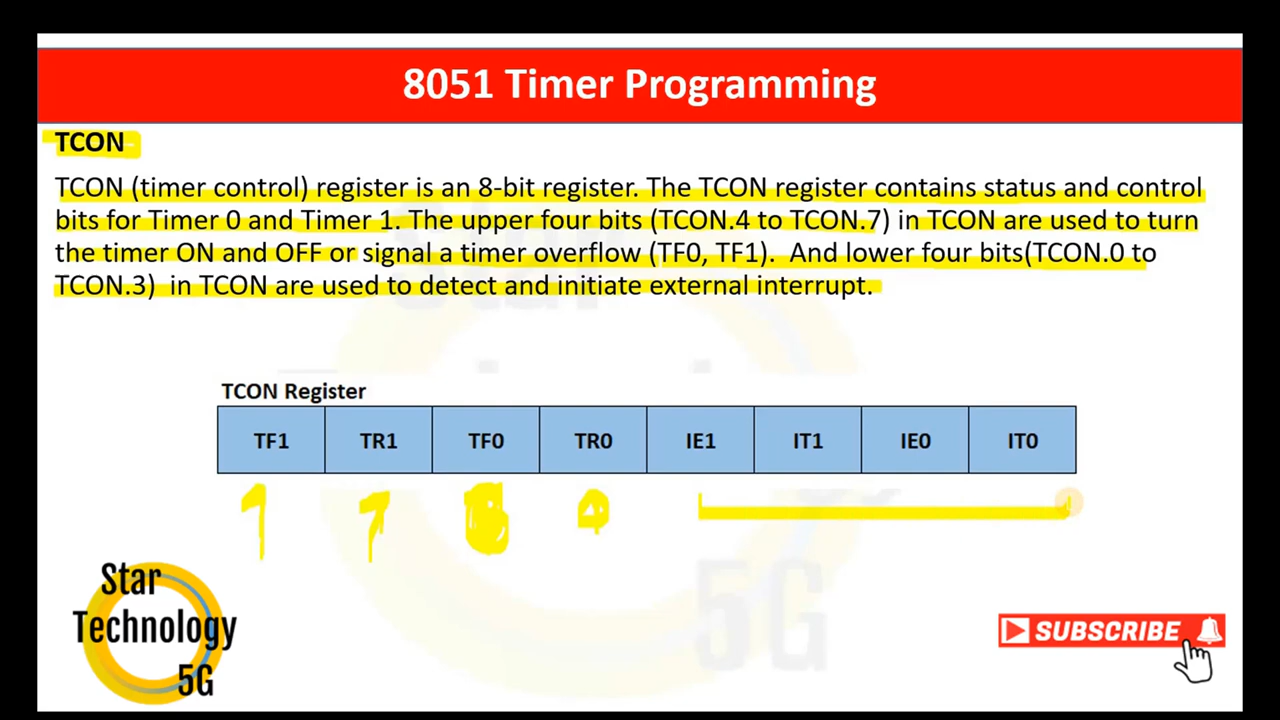 8051 Timer Programming
TCON
TCON (timer control) register is an 8-bit register. The TCON register contains status and control
bits for Timer 0 and Timer 1. The upper four bits (TCON.4 to TCON.7) in TCON are used to turn
the timer ON and OFF or signal a timer overflow (TF0, TF1).  And lower four bits(TCON.0 to
TCON.3)  in TCON are used to detect and initiate external interrupt.
TCON Register
TF1 TR1 TF0 TR0 IE1 IT1 IE0 IT0
1 1 0
Star
Technology
5G
5G
SUBSCRIBE